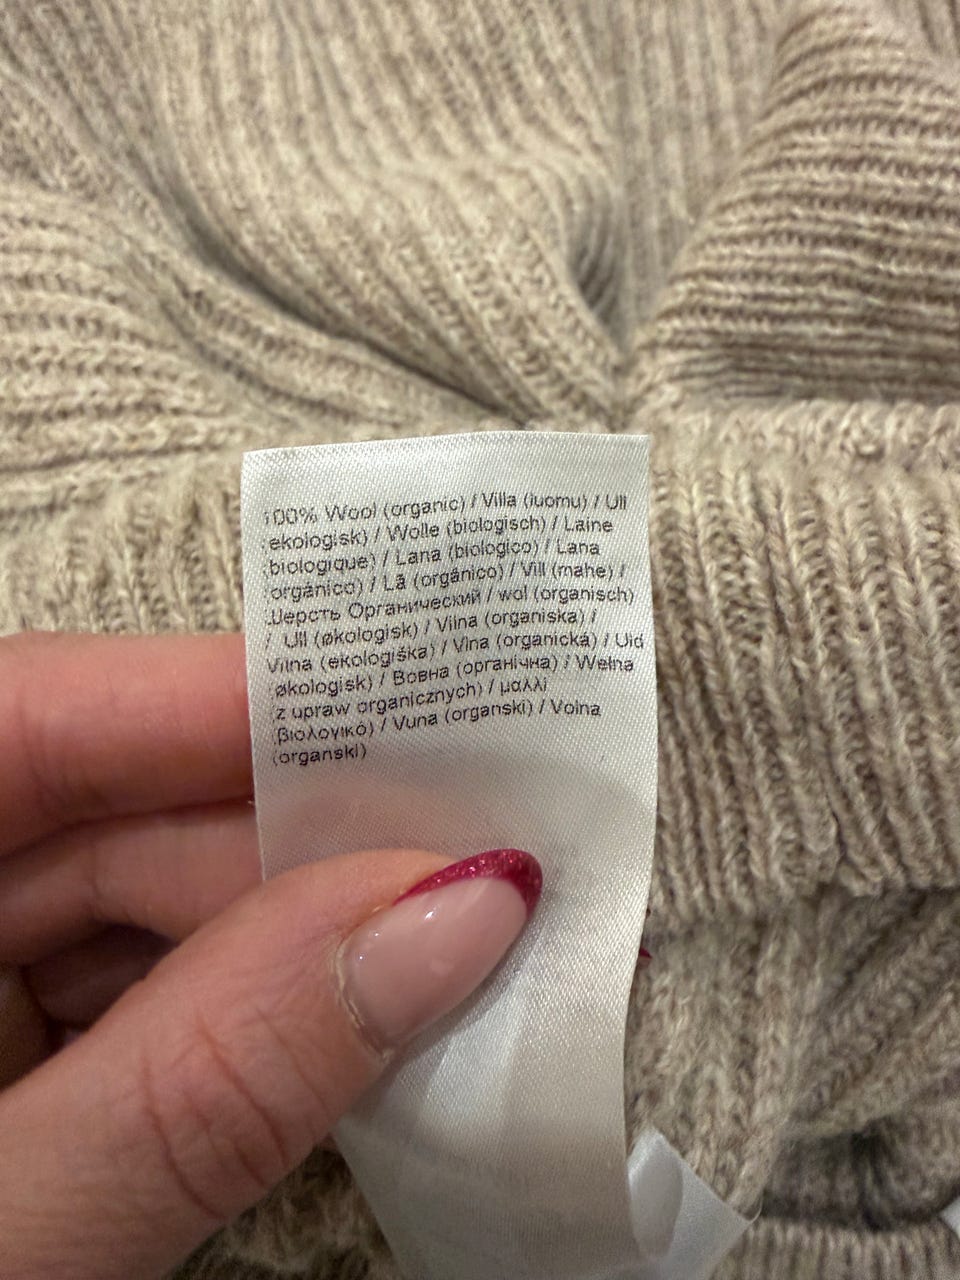 100% Wool (organic) / Villa (luomu) / Ull
(ekologisk) / Wolle (biologisch) / Laine
(biologique) / Lana (biologico) / Lana
(orgánico) / Lã (orgânico) / Vill (mahe) /
Шерсть Органический / wol (organisch)
/ Ull (økologisk) / Vilna (organiska) /
Vilna (ekologiška) / Vlna (organická) / Uld
(økologisk) / Вовна (органічна) / Wełna
(z upraw organicznych) / μαλλί
(βιολογικό) / Vuna (organski) / Volna
(organski)